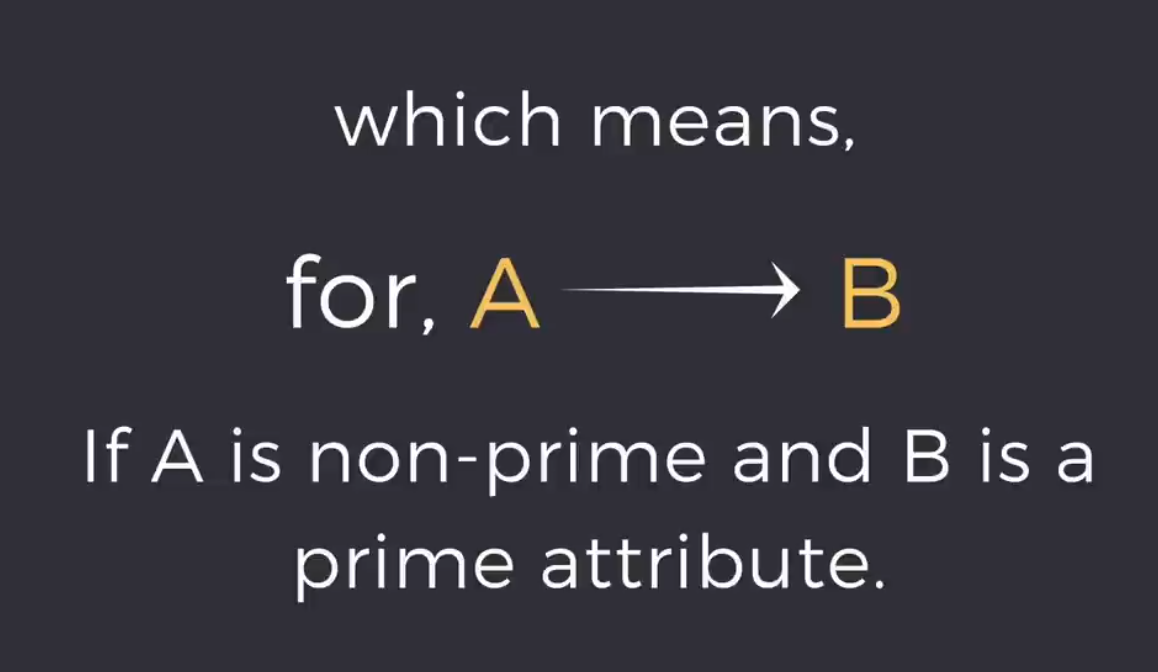 which means,
for, A → B
If A is non-prime and B is a
prime attribute.